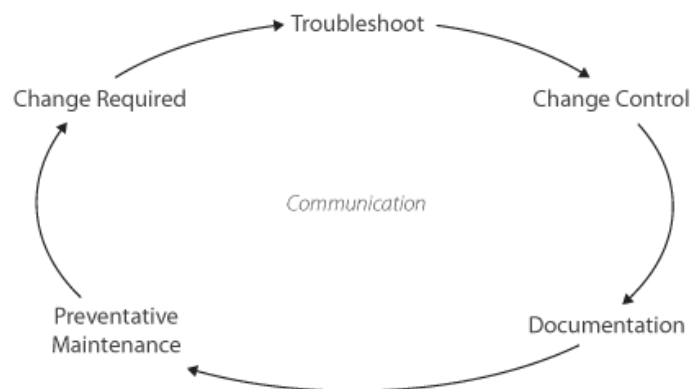 Troubleshoot
Change Required
Change Control
Communication
Preventative
Maintenance
Documentation